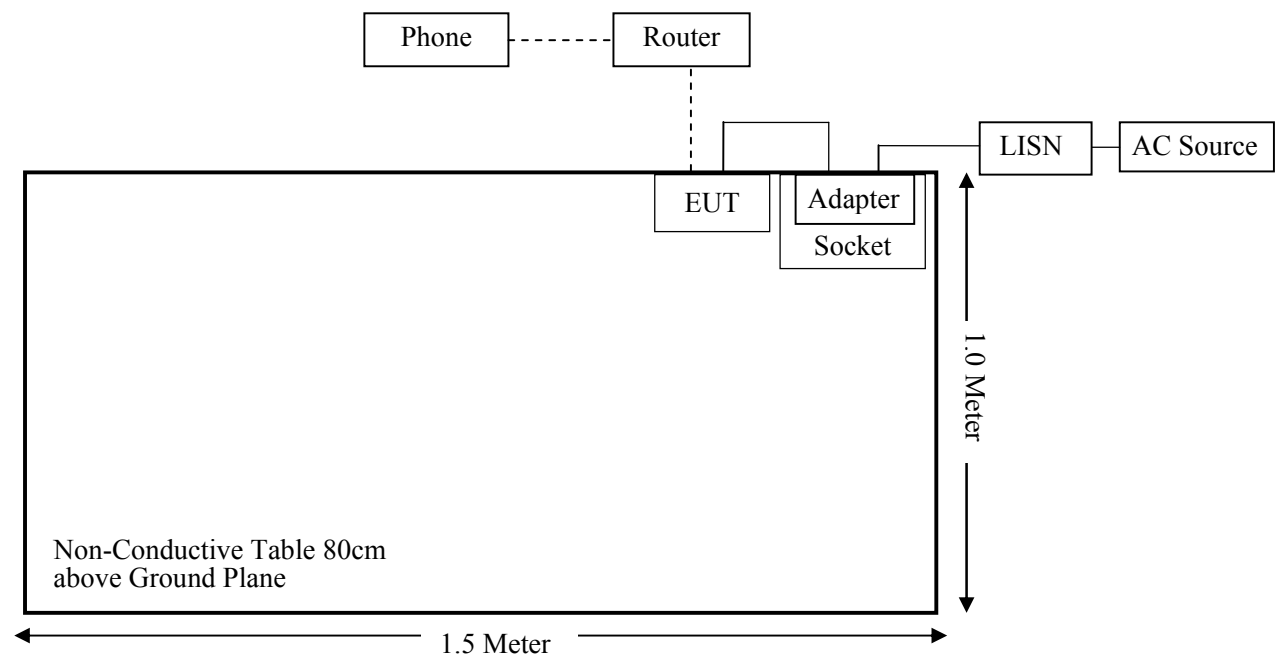 Phone
Router
LISN
AC Source
EUT
Adapter
Socket
1.0 Meter
Non-Conductive Table 80cm
above Ground Plane
1.5 Meter